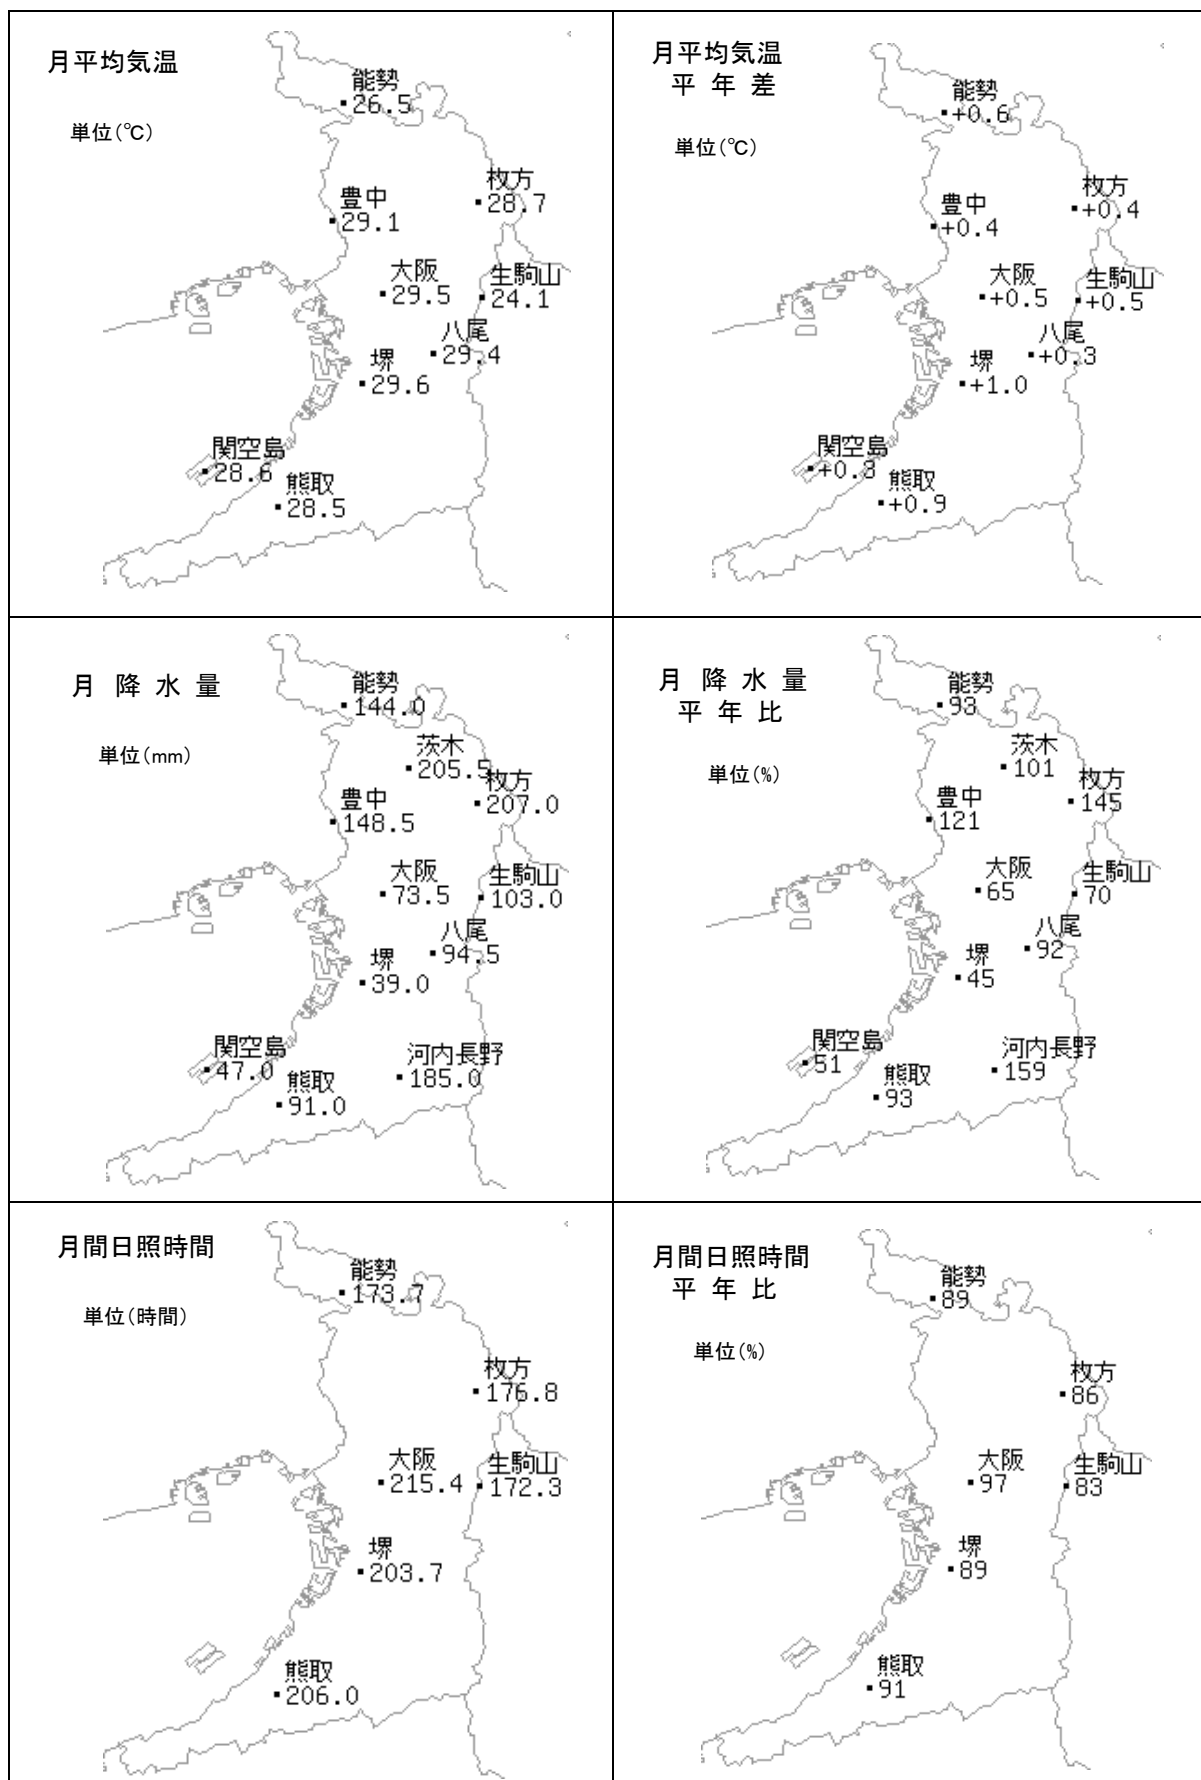 月平均気温
単位(℃)
能勢
26.5
枚方
28.7
豊中
29.1
大阪
29.5
生駒山
24.1
八尾
29.4
堺
29.6
関空島
28.6
熊取
28.5
月平均気温
平年差
単位(℃)
能勢
+0.6
枚方
+0.4
豊中
+0.4
大阪
+0.5
生駒山
+0.5
八尾
+0.3
堺
+1.0
関空島
+0.3
熊取
+0.9
月降水量
単位(mm)
能勢
144.0
茨木
205.5
枚方
207.0
豊中
148.5
大阪
73.5
生駒山
103.0
八尾
94.5
堺
39.0
関空島
47.0
河内長野
185.0
熊取
91.0
月降水量
平年比
単位(%)
能勢
93
茨木
101
枚方
145
豊中
121
大阪
65
生駒山
70
八尾
92
堺
45
関空島
51
河内長野
159
熊取
93
月間日照時間
単位(時間)
能勢
173.7
枚方
176.8
大阪
215.4
生駒山
172.3
堺
203.7
熊取
206.0
月間日照時間
平年比
単位(%)
能勢
89
枚方
86
大阪
97
生駒山
83
堺
89
熊取
91